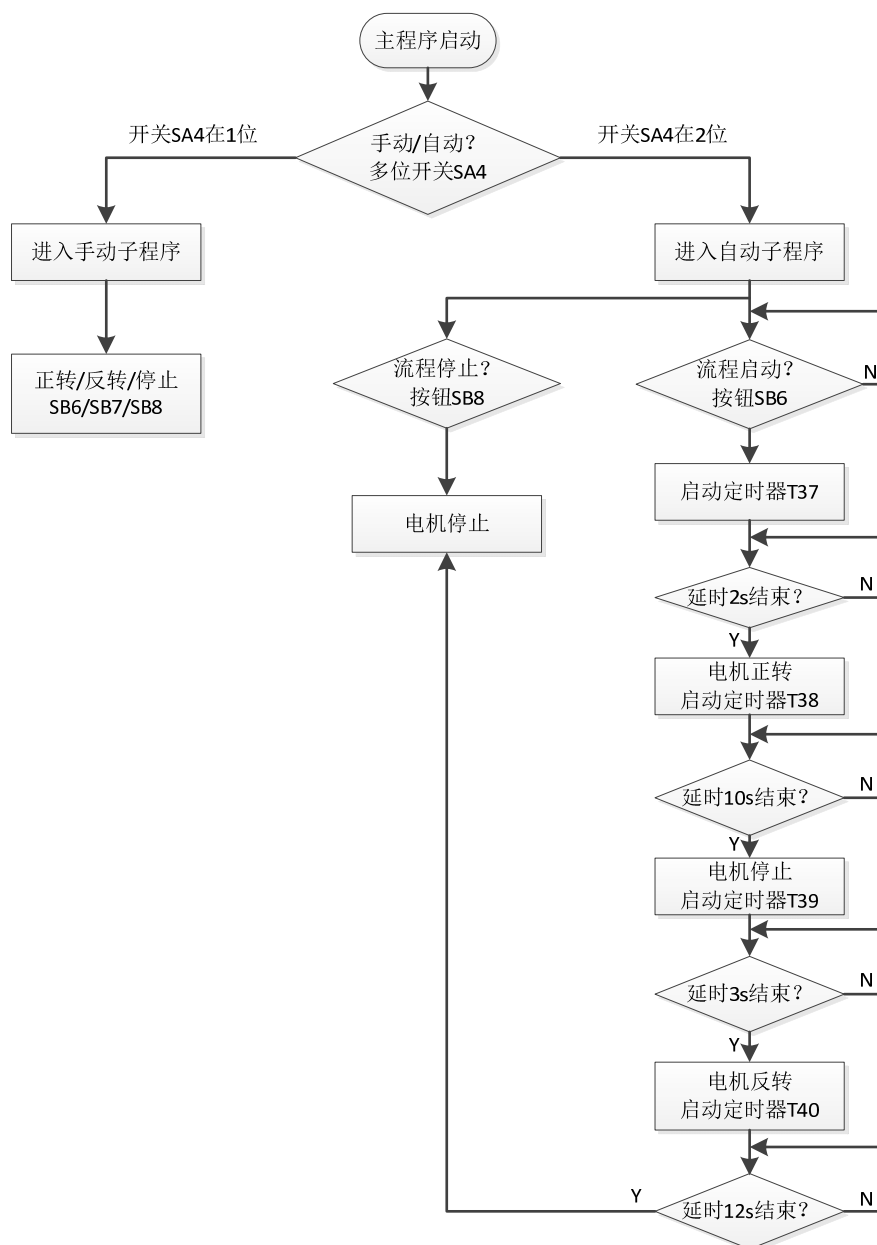 主程序启动
开关SA4在1位
手动/自动？
多位开关SA4
开关SA4在2位
进入手动子程序
进入自动子程序
正转/反转/停止
SB6/SB7/SB8
流程停止？
按钮SB8
流程启动？
按钮SB6
N
电机停止
启动定时器T37
延时2s结束？
N
Y
电机正转
启动定时器T38
延时10s结束？
N
Y
电机停止
启动定时器T39
延时3s结束？
N
Y
电机反转
启动定时器T40
延时12s结束？
Y
N